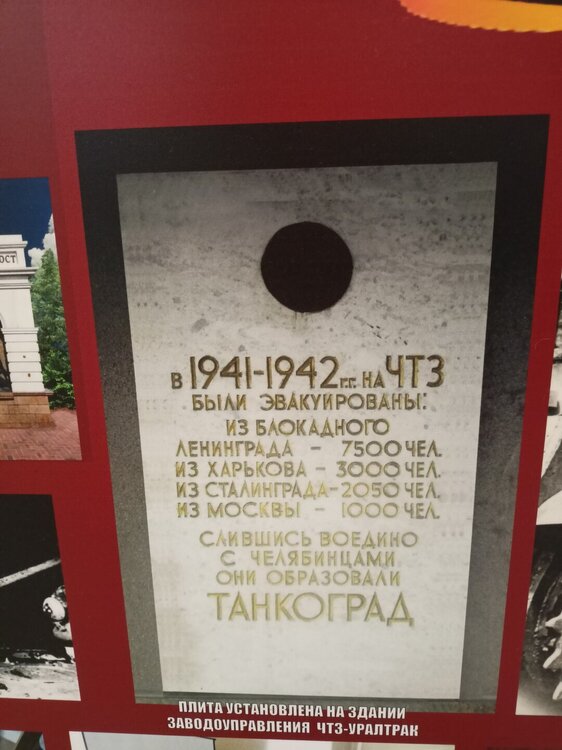 ОСТ
В 1941-1942 г.г. НА ЧТЗ
БЫЛИ ЭВАКУИРОВАНЫ:
ИЗ БЛОКАДНОГО
ЛЕНИНГРАДА - 7500 ЧЕЛ.
ИЗ ХАРЬКОВА - 3000 ЧЕЛ.
ИЗ СТАЛИНГРАДА-2050 ЧЕЛ.
ИЗ МОСКВЫ - 1000 ЧЕЛ.
СЛИВШИСЬ ВОЕДИНО
С ЧЕЛЯБИНЦАМИ
ОНИ ОБРАЗОВАЛИ
ТАНКОГРАД
ПЛИТА УСТАНОВЛЕНА НА ЗДАНИИ
ЗАВОДОУПРАВЛЕНИЯ ЧТЗ-УРАЛТРАК